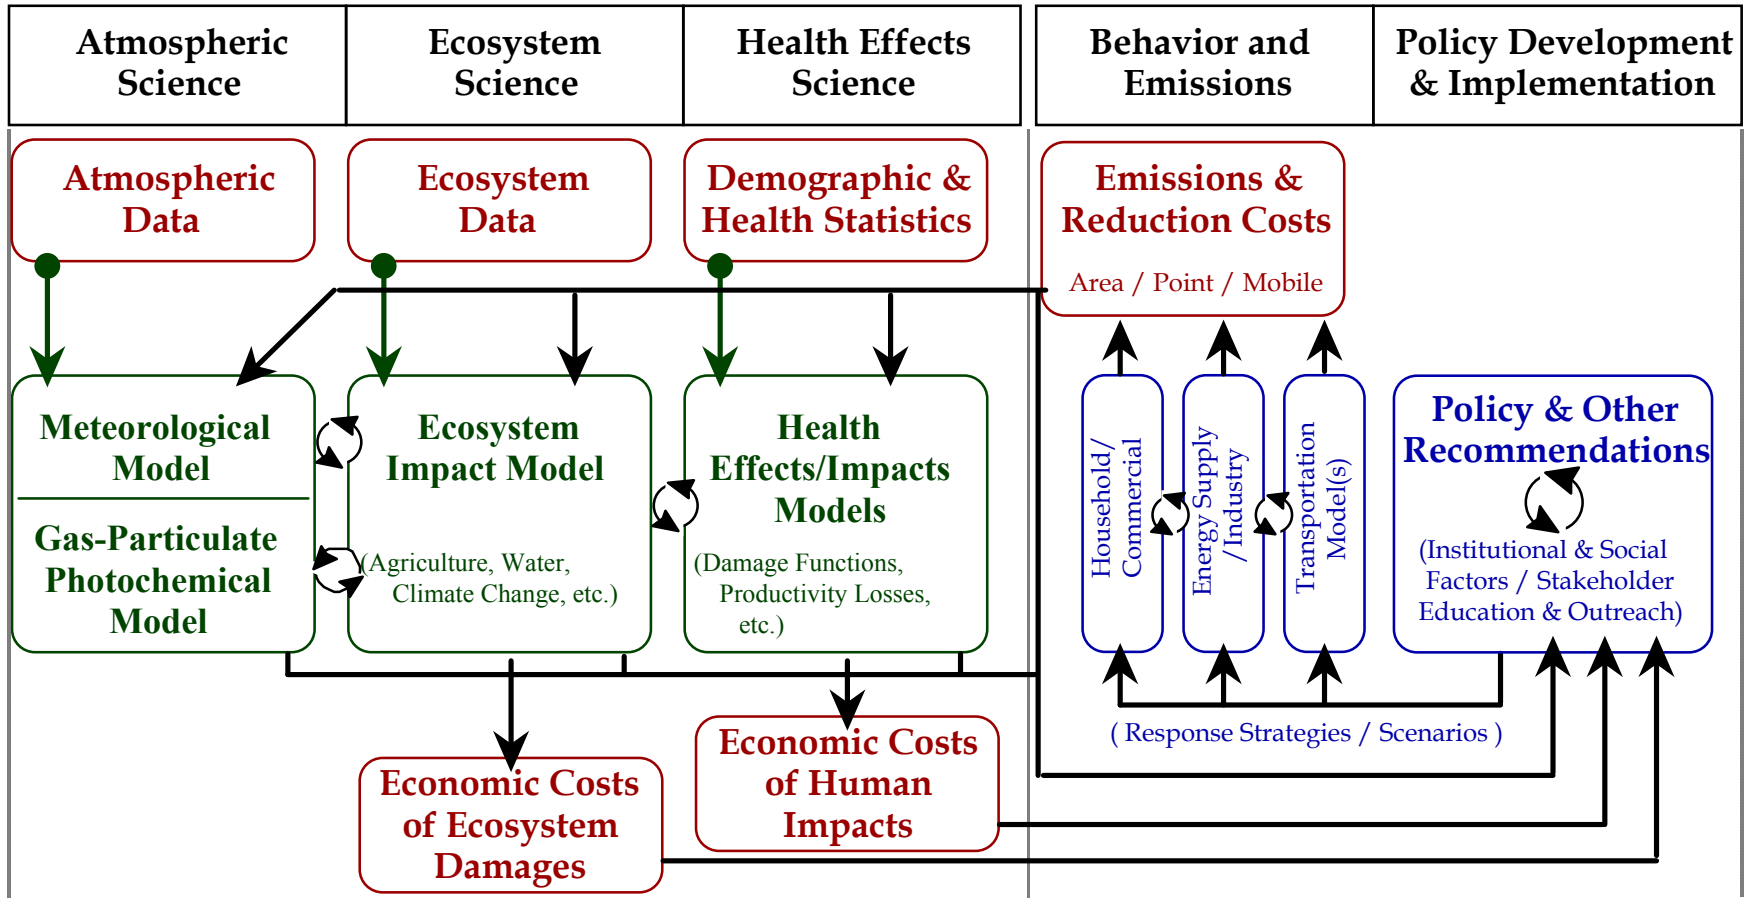 Atmospheric
Science
Ecosystem
Science
Health Effects
Science
Behavior and
Emissions
Policy Development
& Implementation
Atmospheric
Data
Ecosystem
Data
Demographic &
Health Statistics
Emissions &
Reduction Costs
Area / Point / Mobile
Meteorological
Model
Gas-Particulate
Photochemical
Model
Ecosystem
Impact Model
(Agriculture, Water,
Climate Change, etc.)
Health
Effects/Impacts
Models
(Damage Functions,
Productivity Losses,
etc.)
Household/
Commercial
Energy Supply
/Industry
Transportation
Model(s)
Policy & Other
Recommendations
(Institutional & Social
Factors / Stakeholder
Education & Outreach)
( Response Strategies / Scenarios )
Economic Costs
of Ecosystem
Damages
Economic Costs
of Human
Impacts